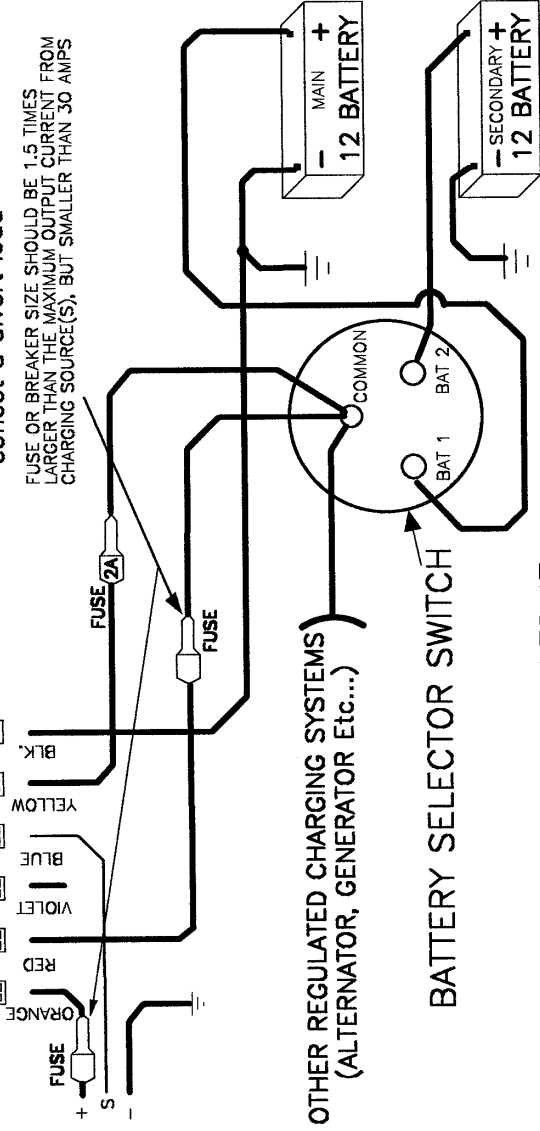 FUSE OR BREAKER SIZE SHOULD BE 1.5 TIMES
LARGER THAN THE MAXIMUM OUTPUT CURRENT FROM
CHARGING SOURCE(S), BUT SMALLER THAN 30 AMPS
MAIN
- +
12 BATTERY
- SECONDARY +
12 BATTERY
COMMON
BAT 1
BAT 2
FUSE
2A
FUSE
BLK.
YELLOW
BLUE
VIOLET
RED
ORANGE
FUSE
+
S
-
OTHER REGULATED CHARGING SYSTEMS
(ALTERNATOR, GENERATOR Etc...)
BATTERY SELECTOR SWITCH